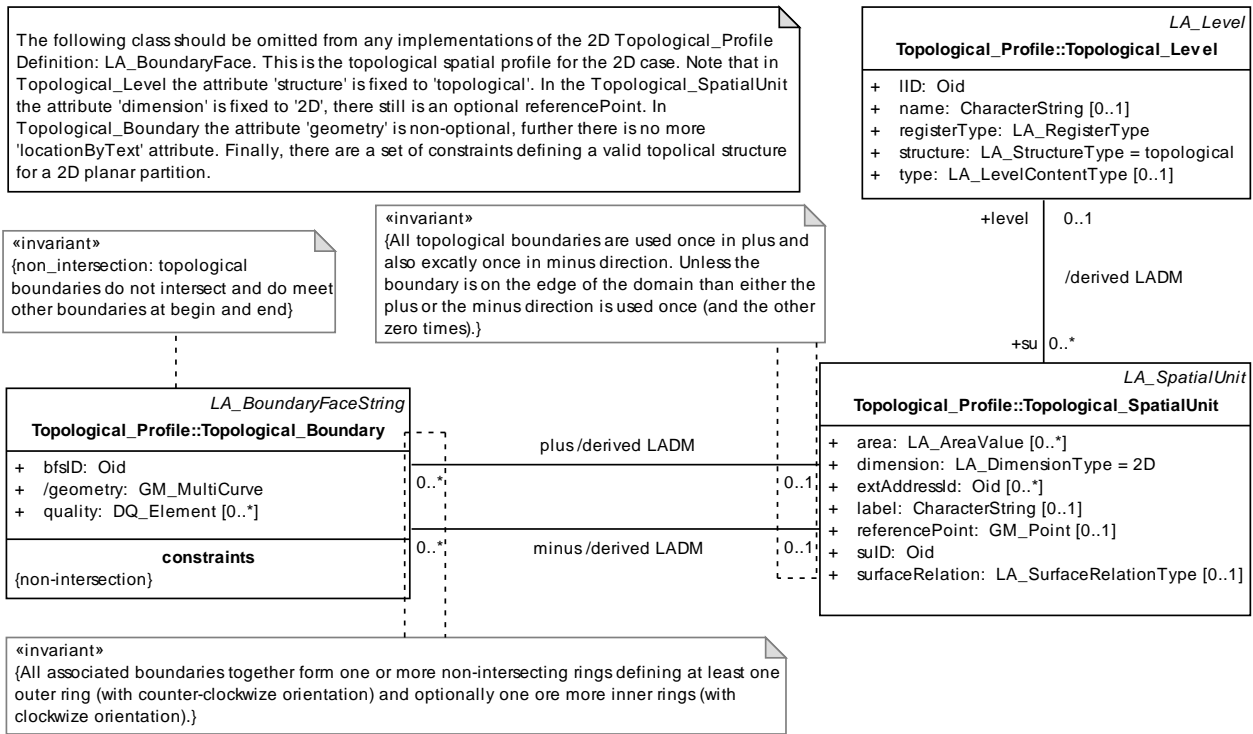 The following class should be omitted from any implementations of the 2D Topological_Profile
Definition: LA_BoundaryFace. This is the topological spatial profile for the 2D case. Note that in
Topological_Level the attribute 'structure' is fixed to 'topological'. In the Topological_SpatialUnit
the attribute 'dimension' is fixed to '2D', there still is an optional referencePoint. In
Topological_Boundary the attribute 'geometry' is non-optional, further there is no more
'locationByText' attribute. Finally, there are a set of constraints defining a valid topolical structure
for a 2D planar partition.
LA_Level
Topological_Profile::Topological_Level
+ lID: Oid
+ name: CharacterString [0..1]
+ registerType: LA_RegisterType
+ structure: LA_StructureType = topological
+ type: LA_LevelContentType [0..1]
+level 0..1
/derived LADM
+su 0..*
«invariant»
{non_intersection: topological
boundaries do not intersect and do meet
other boundaries at begin and end}
«invariant»
{All topological boundaries are used once in plus and
also excatly once in minus direction. Unless the
boundary is on the edge of the domain than either the
plus or the minus direction is used once (and the other
zero times).}
LA_BoundaryFaceString
Topological_Profile::Topological_Boundary
+ bfsID: Oid
+ /geometry: GM_MultiCurve
+ quality: DQ_Element [0..*]
constraints
{non-intersection}
plus /derived LADM
0..* 0..1
minus /derived LADM
0..* 0..1
LA_SpatialUnit
Topological_Profile::Topological_SpatialUnit
+ area: LA_AreaValue [0..*]
+ dimension: LA_DimensionType = 2D
+ extAddressId: Oid [0..*]
+ label: CharacterString [0..1]
+ referencePoint: GM_Point [0..1]
+ suID: Oid
+ surfaceRelation: LA_SurfaceRelationType [0..1]
«invariant»
{All associated boundaries together form one or more non-intersecting rings defining at least one
outer ring (with counter-clockwize orientation) and optionally one ore more inner rings (with
clockwize orientation).}